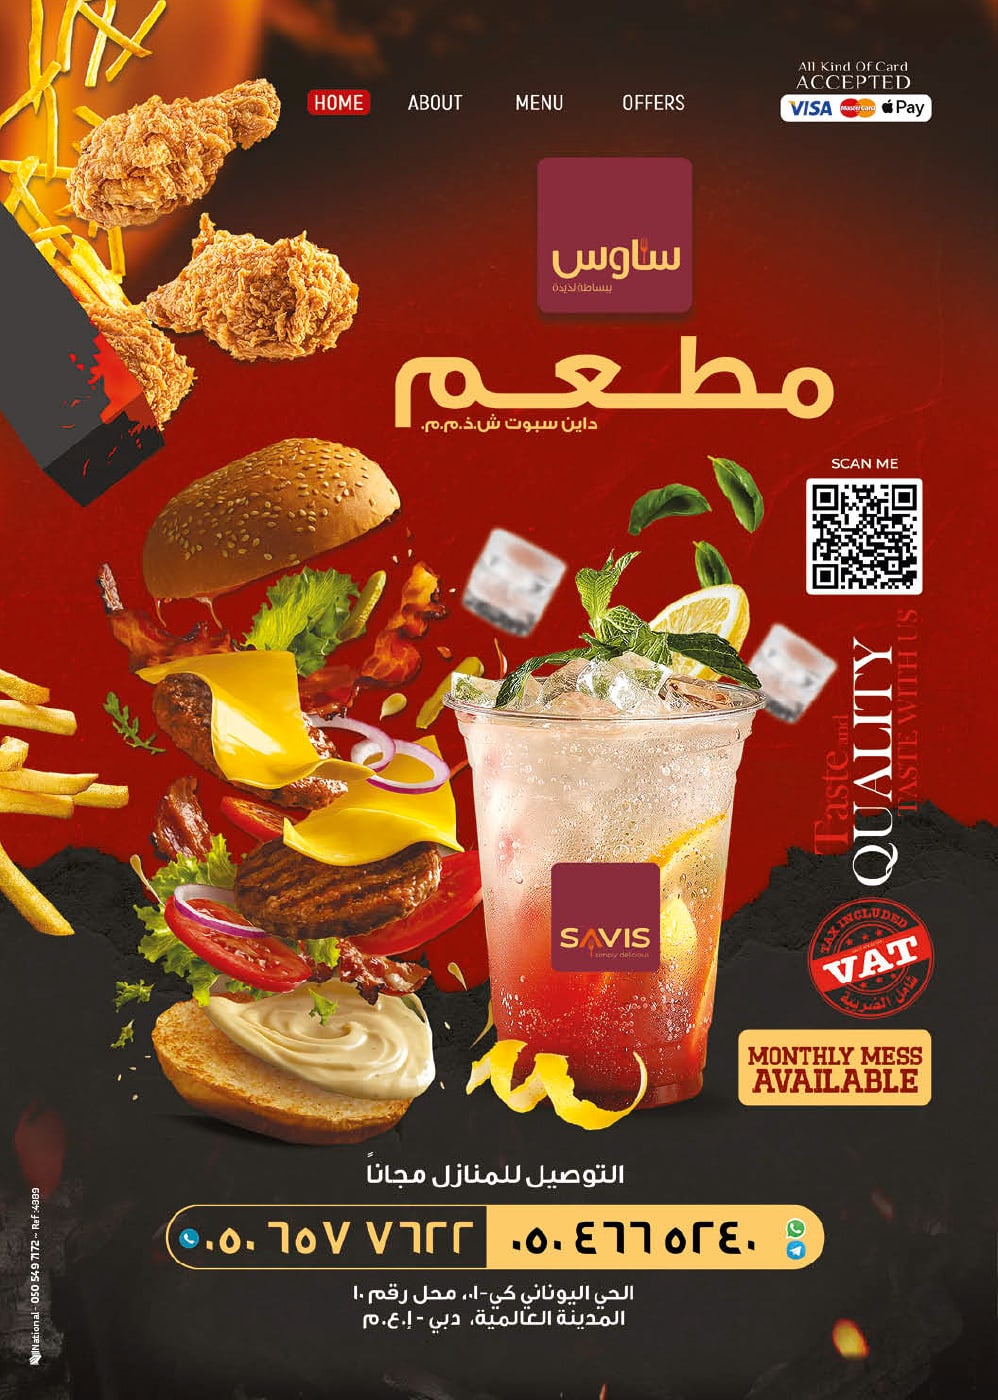 All Kind Of Card
ACCEPTED
VISA MasterCard Pay
HOME ABOUT MENU OFFERS
ساوس
ببساطة لذيذة
مطعم
داين سبوت ش.ذ.م.م.
SCAN ME
Taste and
QUALITY
TASTE WITH US
SAVIS
simply delicious
TAX INCLUDED
VAT
شامل الضريبة
MONTHLY MESS
AVAILABLE
التوصيل للمنازل مجاناً
٠٥٠ ٦٥٧ ٧٦٢٢
٠٥٠ ٤٦٦ ٥٢٤٠
الحي اليوناني كي-٠١، محل رقم ١٠
المدينة العالمية، دبي - إ.ع.م
National - 050 549 7172 ~ Ref:4889